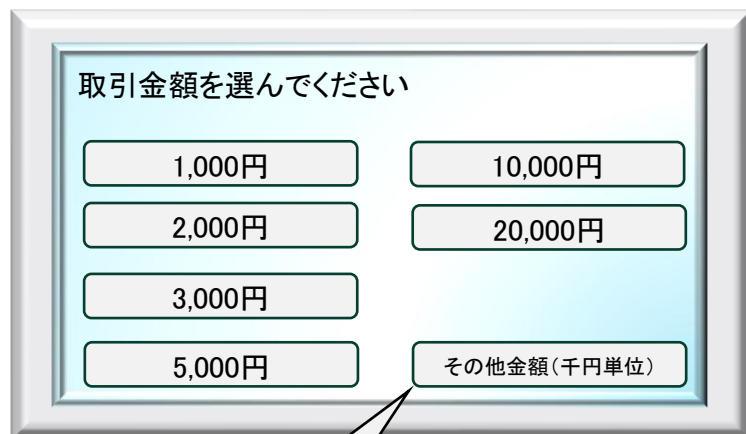 取引金額を選んでください
1,000円
10,000円
2,000円
20,000円
3,000円
5,000円
その他金額（千円単位）